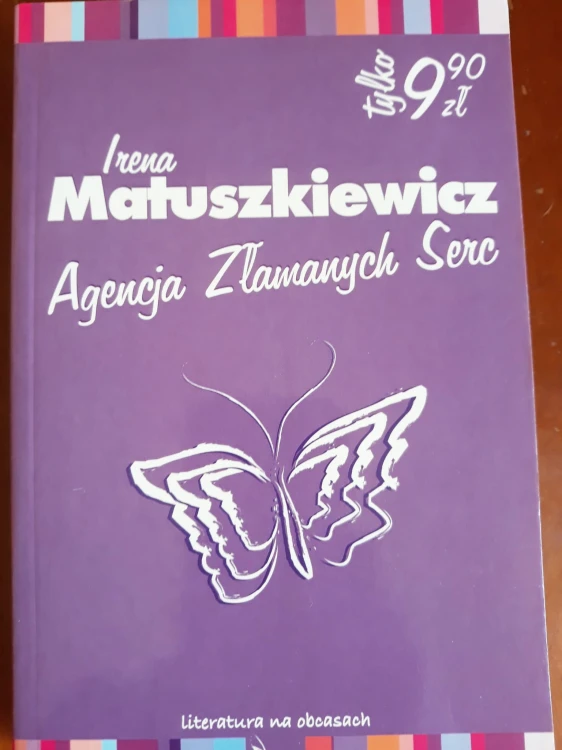 tylko 9 90 zł
Irena
Matuszkiewicz
Agencja Złamanych Serc
literatura na obcasach